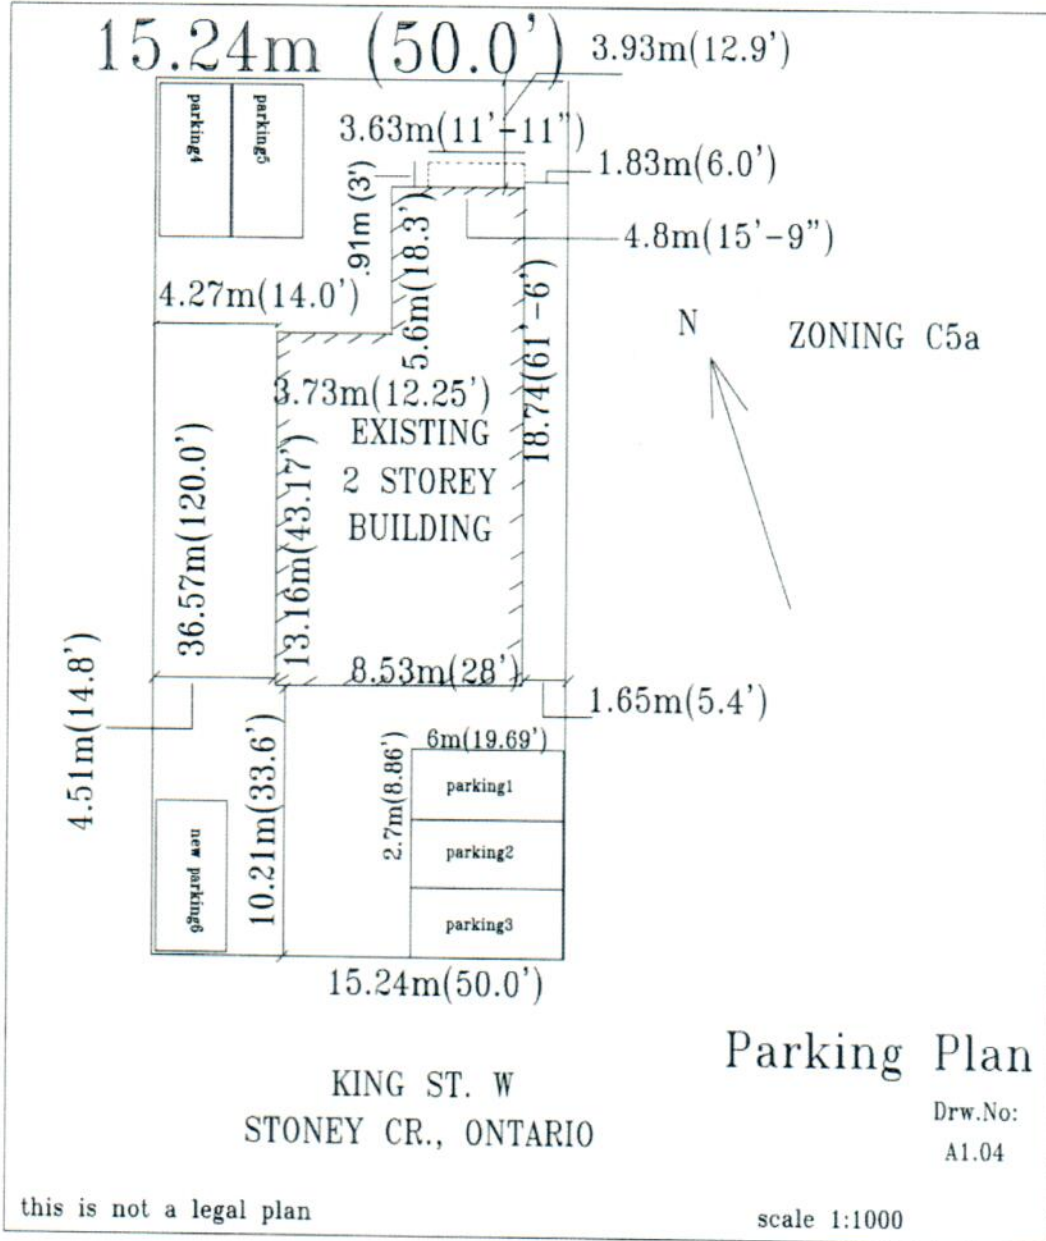 15.24m (50.0')
3.93m(12.9')
parking4
parking5
3.63m(11'-11")
1.83m(6.0')
.91m (3')
4.8m(15'-9")
5.6m(18.3')
4.27m(14.0')
18.74(61'-6')
N
ZONING C5a
3.73m(12.25')
EXISTING
2 STOREY
BUILDING
36.57m(120.0')
13.16m(43.17')
8.53m(28')
1.65m(5.4')
4.51m(14.8')
10.21m(33.6')
6m(19.69')
2.7m(8.86')
parking1
parking2
parking3
new parking6
15.24m(50.0')
Parking Plan
KING ST. W
STONEY CR., ONTARIO
Drw.No:
A1.04
this is not a legal plan
scale 1:1000